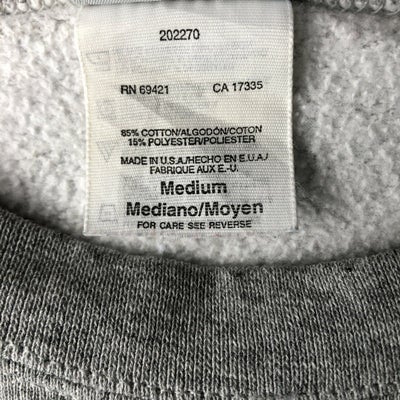 202270
RN 69421 CA 17335
85% COTTON/ALGODÓN/COTON
15% POLYESTER/POLIESTER
MADE IN U.S.A./HECHO EN E.U.A./
FABRIQUE AUX E.-U.
Medium
Mediano/Moyen
FOR CARE SEE REVERSE